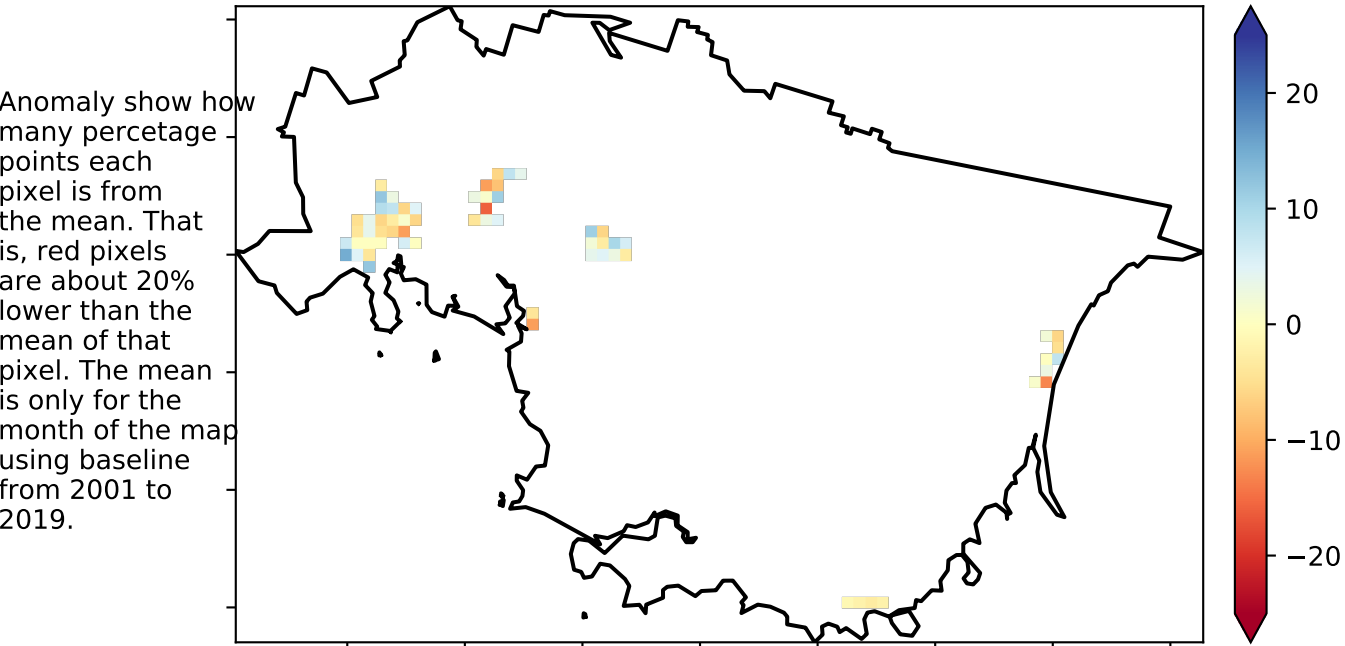 Anomaly show how
many percetage
points each
pixel is from
the mean. That
is, red pixels
are about 20%
lower than the
mean of that
pixel. The mean
is only for the
month of the map
using baseline
from 2001 to
2019.
20
10
0
−10
−20